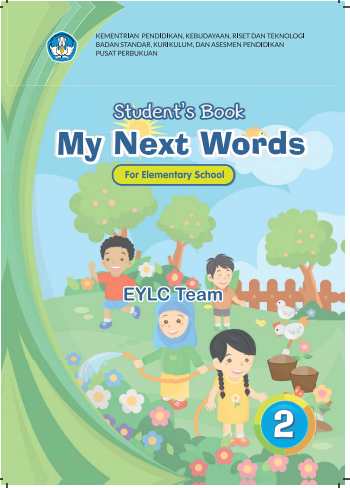 KEMENTRIAN PENDIDIKAN, KEBUDAYAAN, RISET DAN TEKNOLOGI
BADAN STANDAR, KURIKULUM, DAN ASESMEN PENDIDIKAN
PUSAT PERBUKUAN
Student's Book
My Next Words
For Elementary School
EYLC Team
2